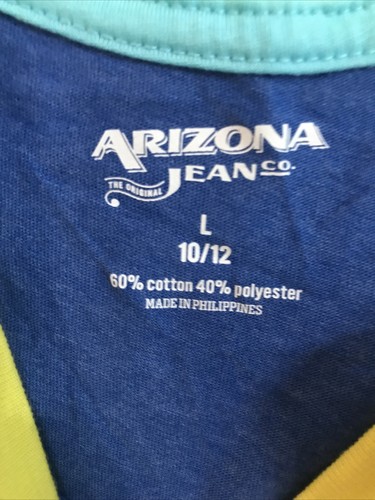 ARIZONA
THE ORIGINAL JEAN CO.
L
10/12
60% cotton 40% polyester
MADE IN PHILIPPINES